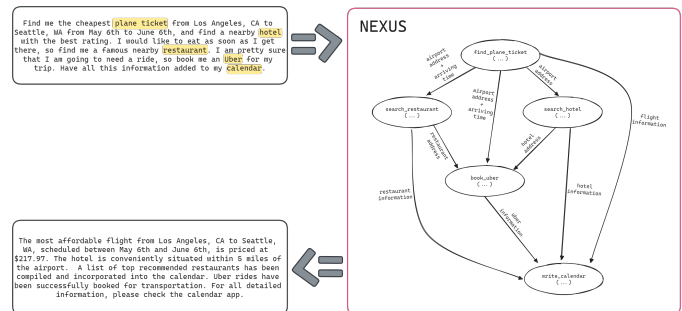 Find me the cheapest plane ticket from Los Angeles, CA to
Seattle, WA from May 6th to June 6th, and find a nearby hotel
with the best rating. I would like to eat as soon as I get
there, so find me a famous nearby restaurant. I am pretty sure
that I am going to need a ride, so book me an Uber for my
trip. Have all this information added to my calendar.
NEXUS
find_plane_ticket
(...)
airport
address
+
arriving
time
airport
address
+
arriving
time
airport
address
flight
information
search_restaurant
(...)
search_hotel
(...)
restaurant
address
hotel
address
book_uber
(...)
restaurant
information
hotel
information
uber
information
write_calendar
(...)
The most affordable flight from Los Angeles, CA to Seattle,
WA, scheduled between May 6th and June 6th, is priced at
$217.97. The hotel is conveniently situated within 5 miles of
the airport. A list of top recommended restaurants has been
compiled and incorporated into the calendar. Uber rides have
been successfully booked for transportation. For all detailed
information, please check the calendar app.